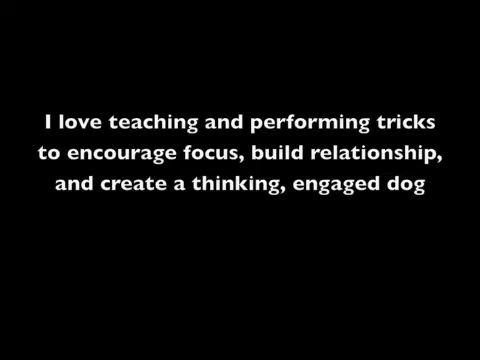 I love teaching and performing tricks
to encourage focus, build relationship,
and create a thinking, engaged dog